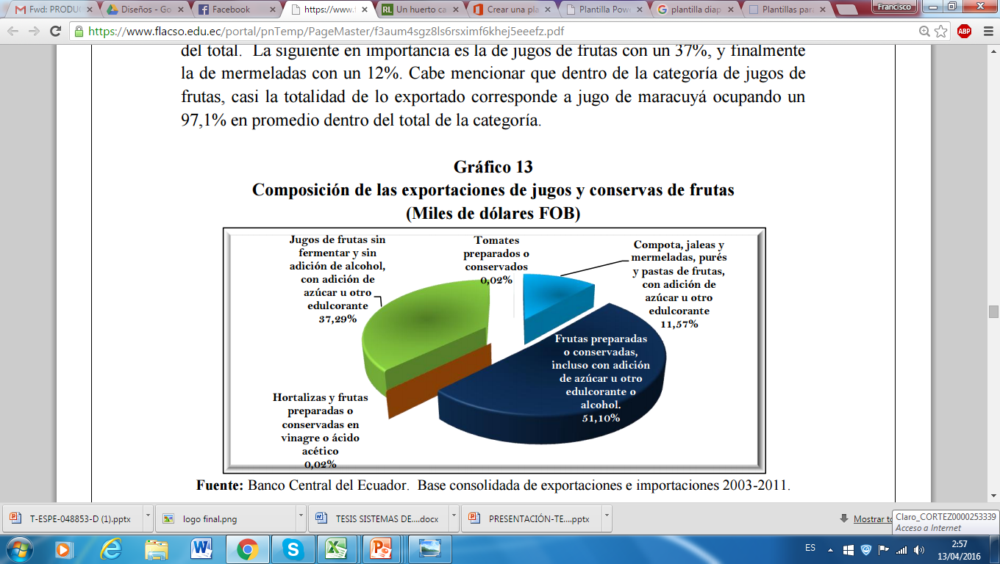 Fwd: PRODUC
Diseños - Go
Facebook
https://www.f
Un huerto ca
Crear una pla
Plantilla Pow
plantilla diap
Plantillas para
Francisco
https://www.flacso.edu.ec/portal/pnTemp/PageMaster/f3aum4sgz8ls6rsximf6khej5eeefz.pdf
ABP
del total. La siguiente en importancia es la de jugos de frutas con un 37%, y finalmente
la de mermeladas con un 12%. Cabe mencionar que dentro de la categoría de jugos de
frutas, casi la totalidad de lo exportado corresponde a jugo de maracuyá ocupando un
97,1% en promedio dentro del total de la categoría.
Gráfico 13
Composición de las exportaciones de jugos y conservas de frutas
(Miles de dólares FOB)
Jugos de frutas sin
fermentar y sin
adición de alcohol,
con adición de
azúcar u otro
edulcorante
37,29%
Tomates
preparados o
conservados
0,02%
Compota, jaleas y
mermeladas, purés
y pastas de frutas,
con adición de
azúcar u otro
edulcorante
11,57%
Frutas preparadas
o conservadas,
incluso con adición
de azúcar u otro
edulcorante o
alcohol.
51,10%
Hortalizas y frutas
preparadas o
conservadas en
vinagre o ácido
acético
0,02%
Fuente: Banco Central del Ecuador. Base consolidada de exportaciones e importaciones 2003-2011.
T-ESPE-048853-D (1).pptx
logo final.png
TESIS SISTEMAS DE....docx
PRESENTACIÓN-TE....pptx
Mostrar to
Claro_CORTEZ0000253339
Acceso a Internet
ES
2:57
13/04/2016